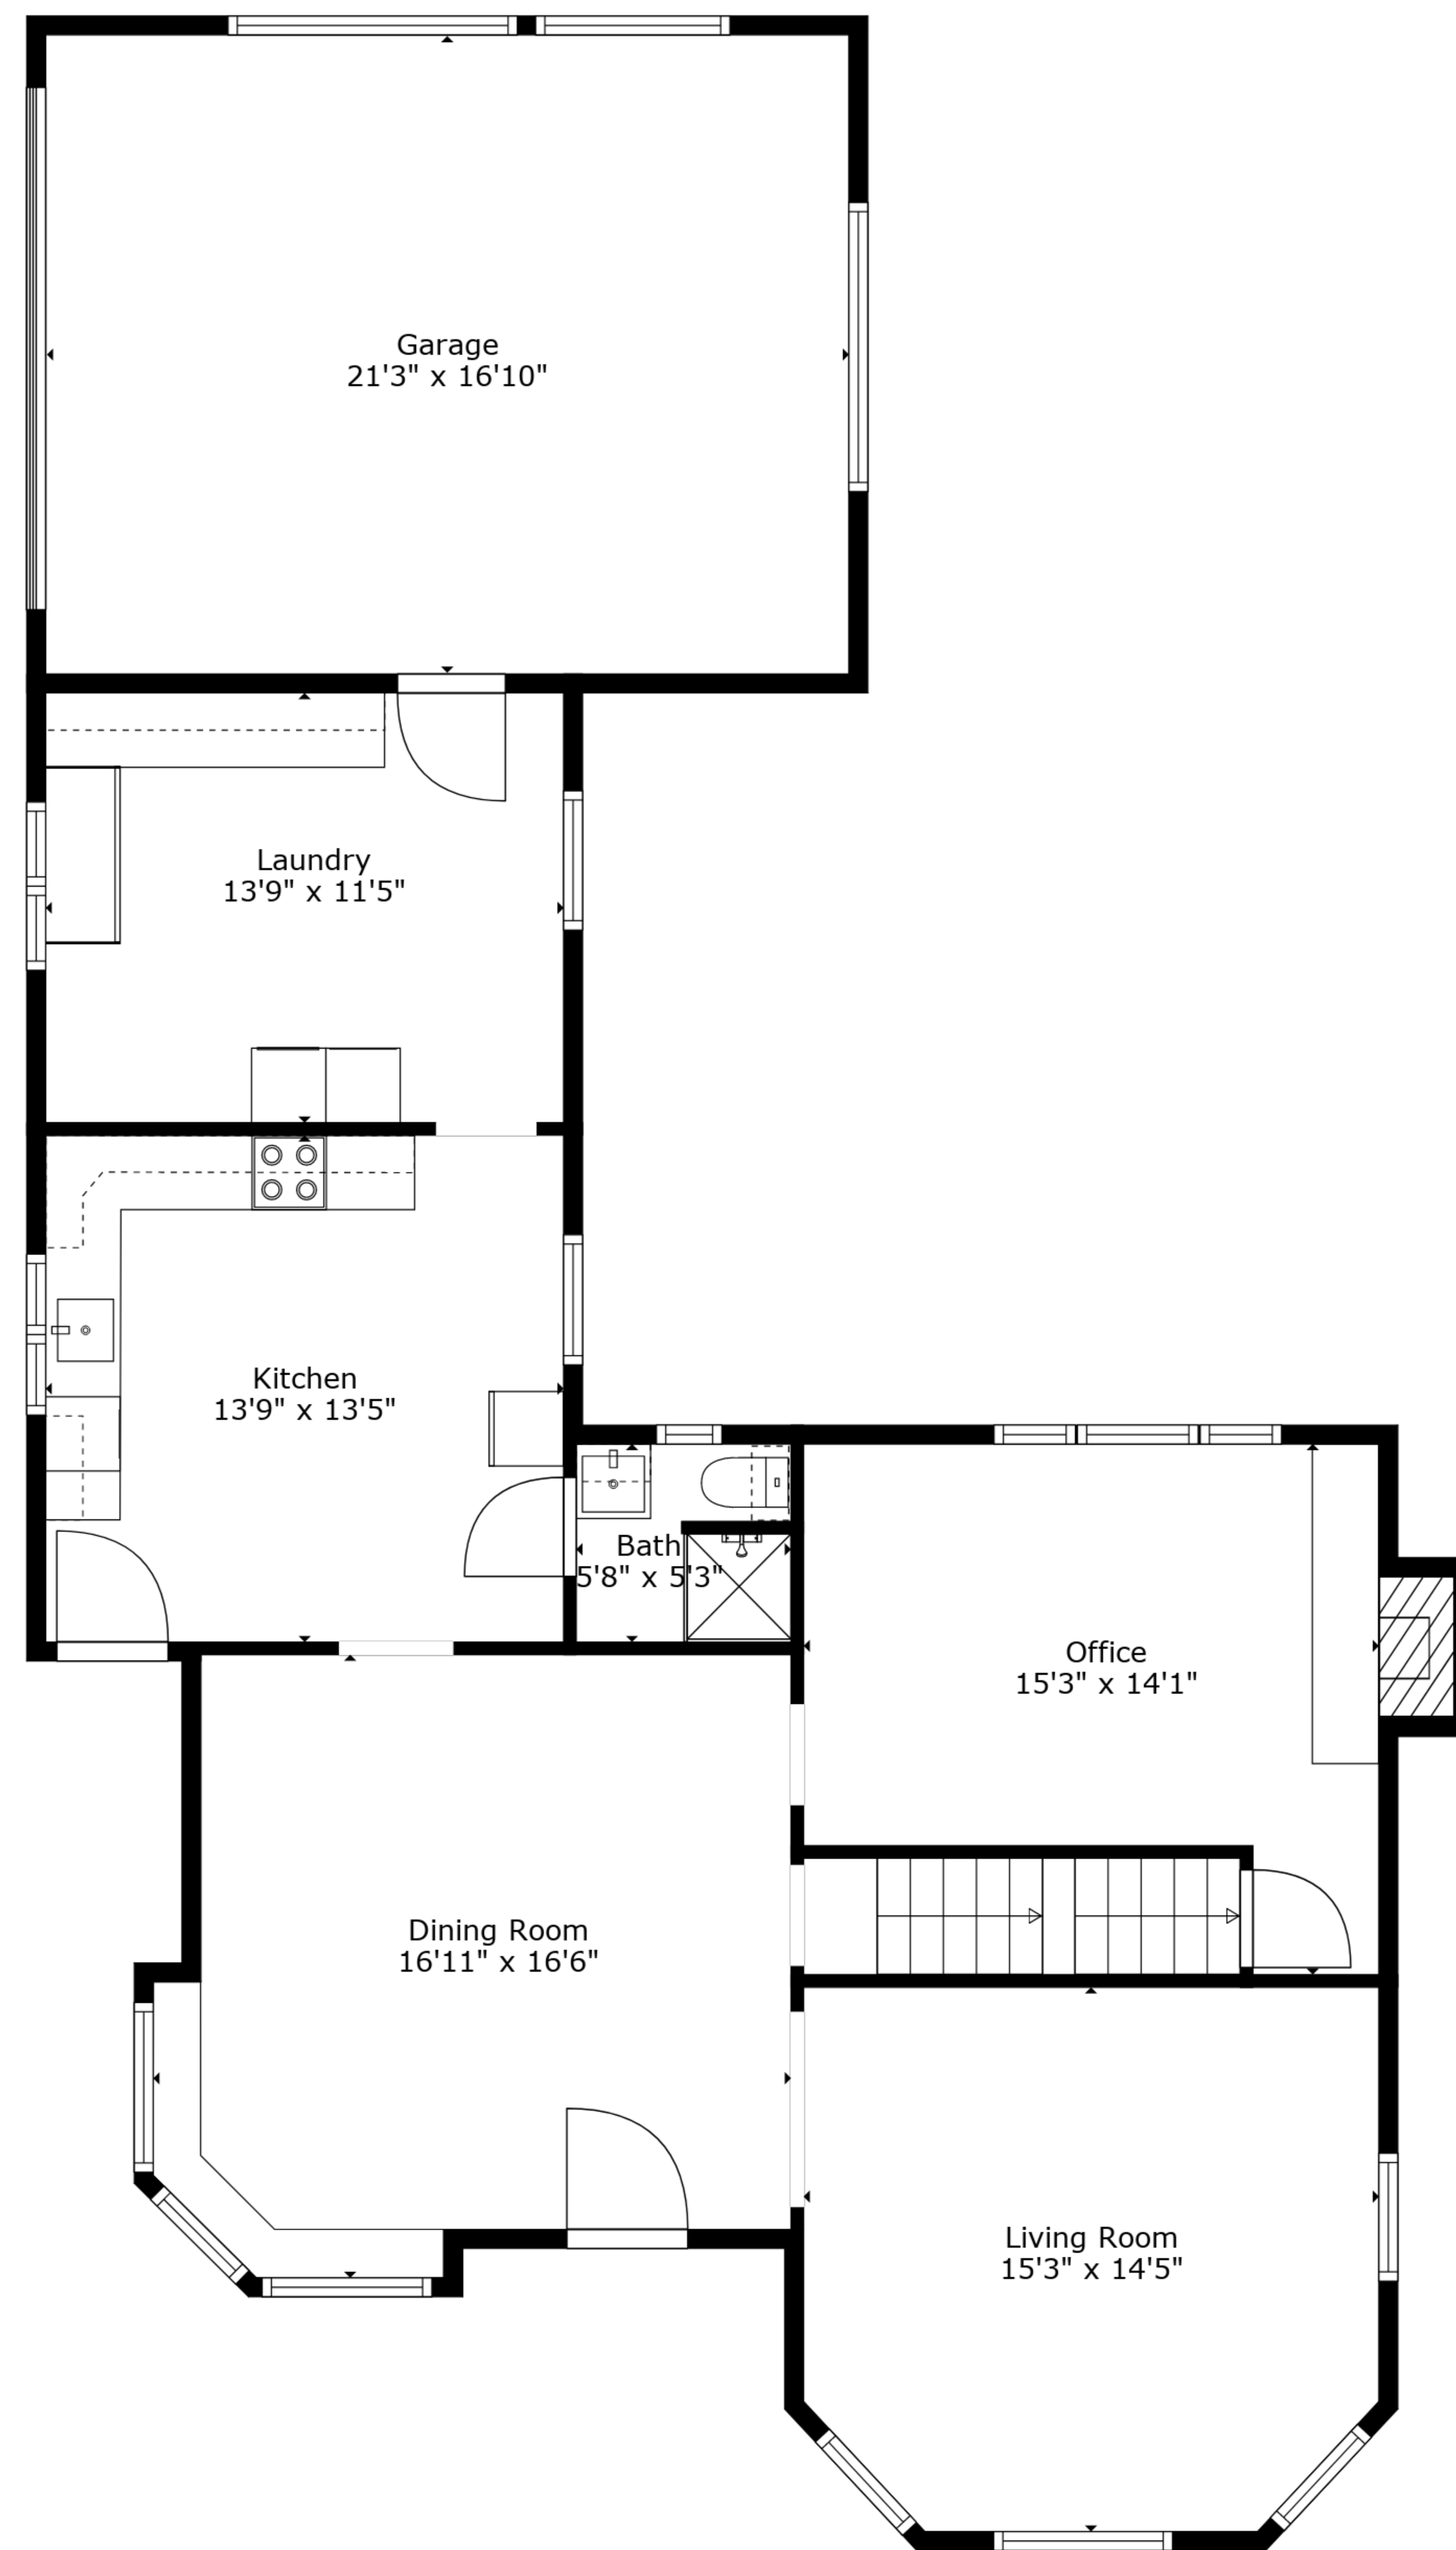 Garage
21'3" x 16'10"
Laundry
13'9" x 11'5"
Kitchen
13'9" x 13'5"
Bath
5'8" x 5'3"
Office
15'3" x 14'1"
Dining Room
16'11" x 16'6"
Living Room
15'3" x 14'5"